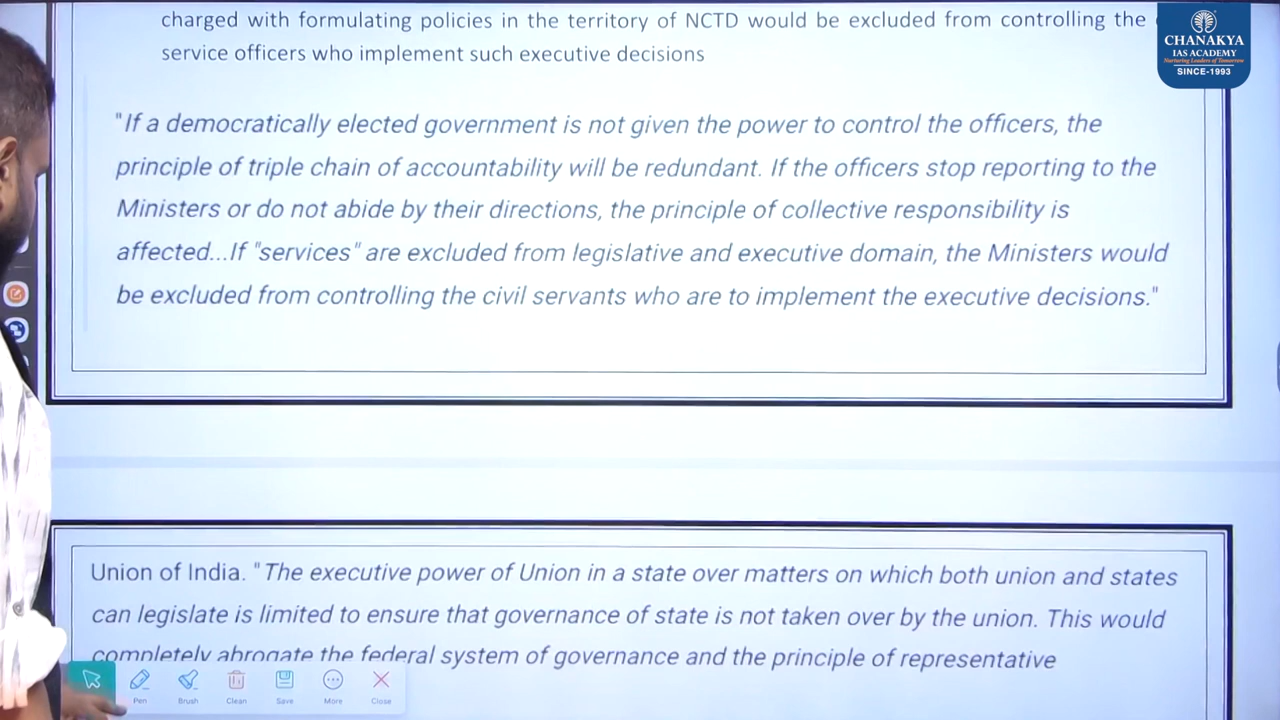 charged with formulating policies in the territory of NCTD would be excluded from controlling the
service officers who implement such executive decisions
CHANAKYA
IAS ACADEMY
Nurturing Leaders of Tomorrow
SINCE-1993
"If a democratically elected government is not given the power to control the officers, the
principle of triple chain of accountability will be redundant. If the officers stop reporting to the
Ministers or do not abide by their directions, the principle of collective responsibility is
affected...If "services" are excluded from legislative and executive domain, the Ministers would
be excluded from controlling the civil servants who are to implement the executive decisions."
Union of India. "The executive power of Union in a state over matters on which both union and states
can legislate is limited to ensure that governance of state is not taken over by the union. This would
completely abrogate the federal system of governance and the principle of representative
Pen Brush Clean Save More Close